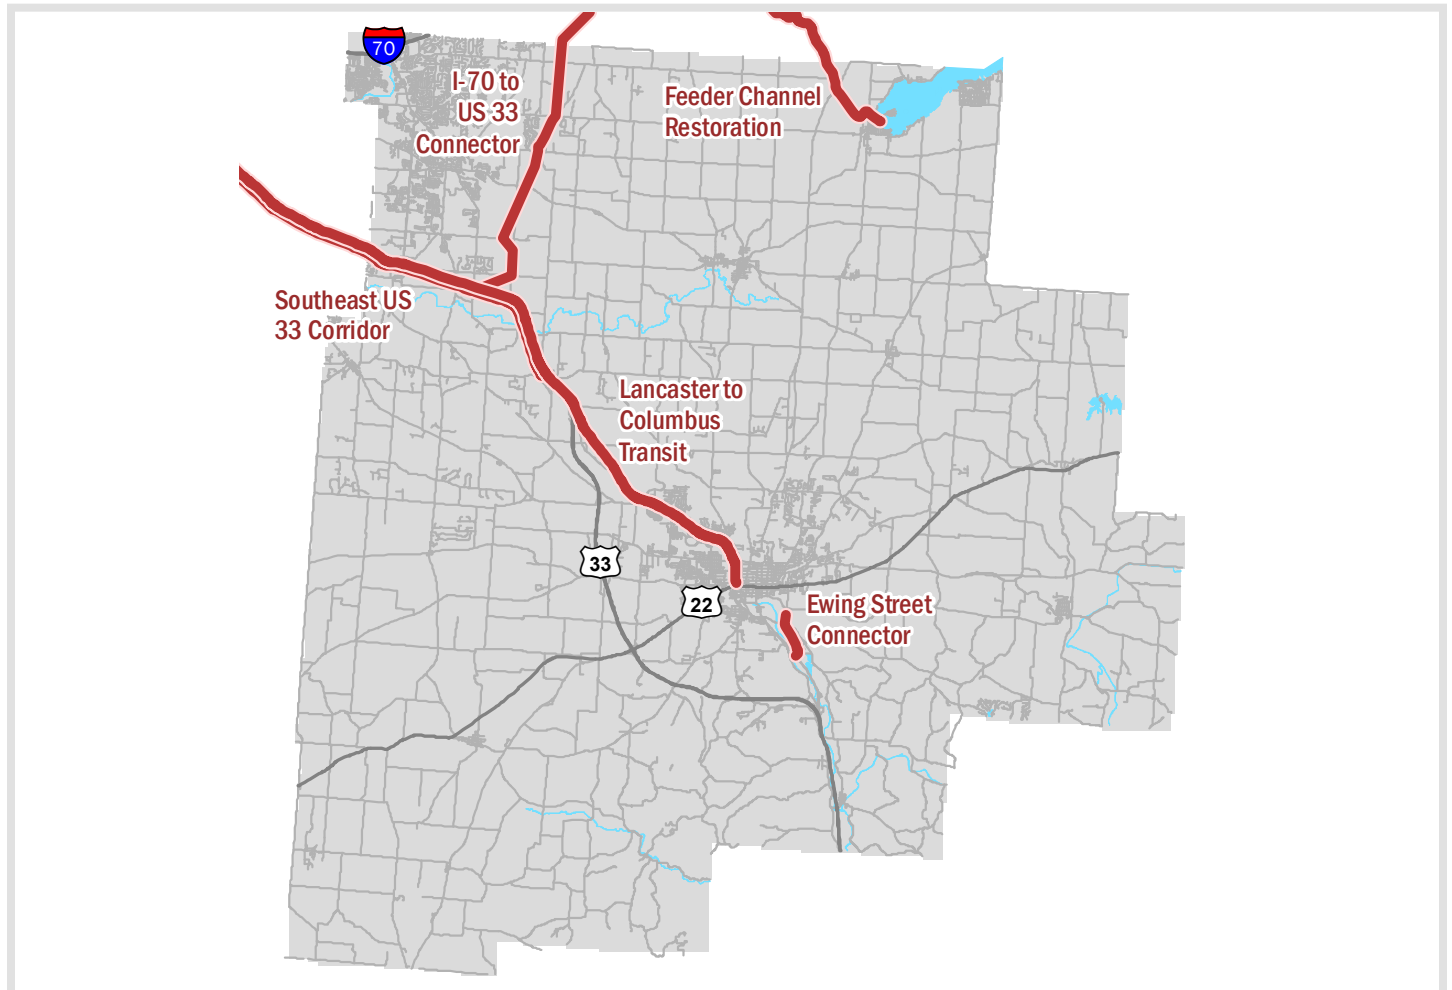 70
I-70 to
US 33
Connector
Feeder Channel
Restoration
Southeast US
33 Corridor
Lancaster to
Columbus
Transit
33
22
Ewing Street
Connector